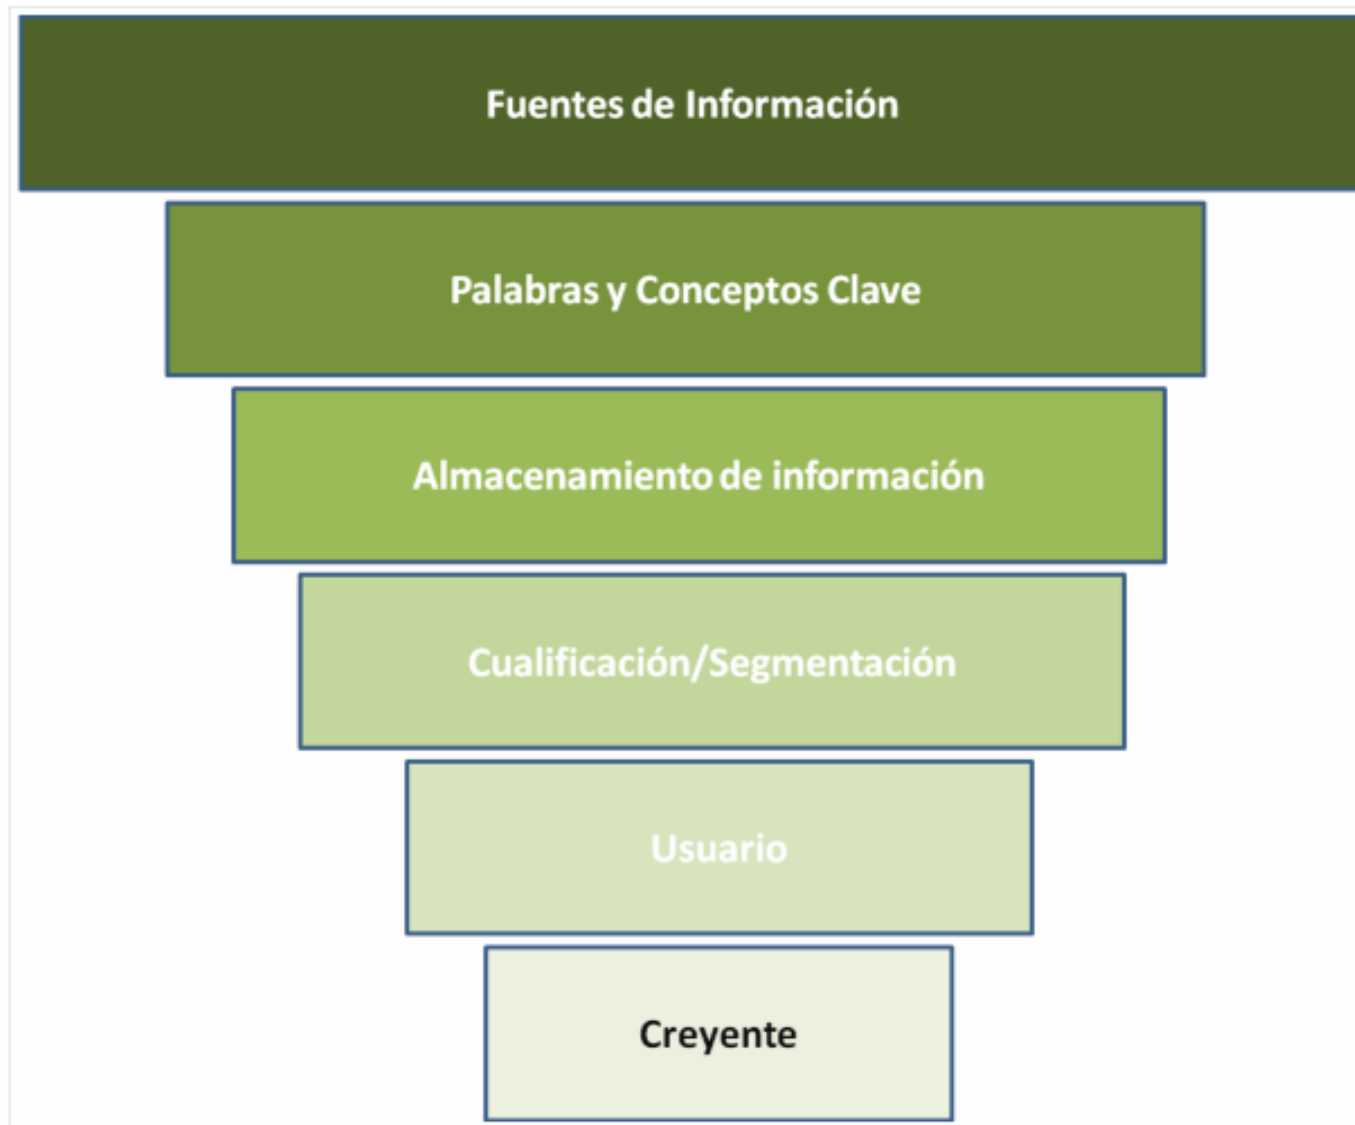 Fuentes de Información
Palabras y Conceptos Clave
Almacenamiento de información
Cualificación/Segmentación
Usuario
Creyente